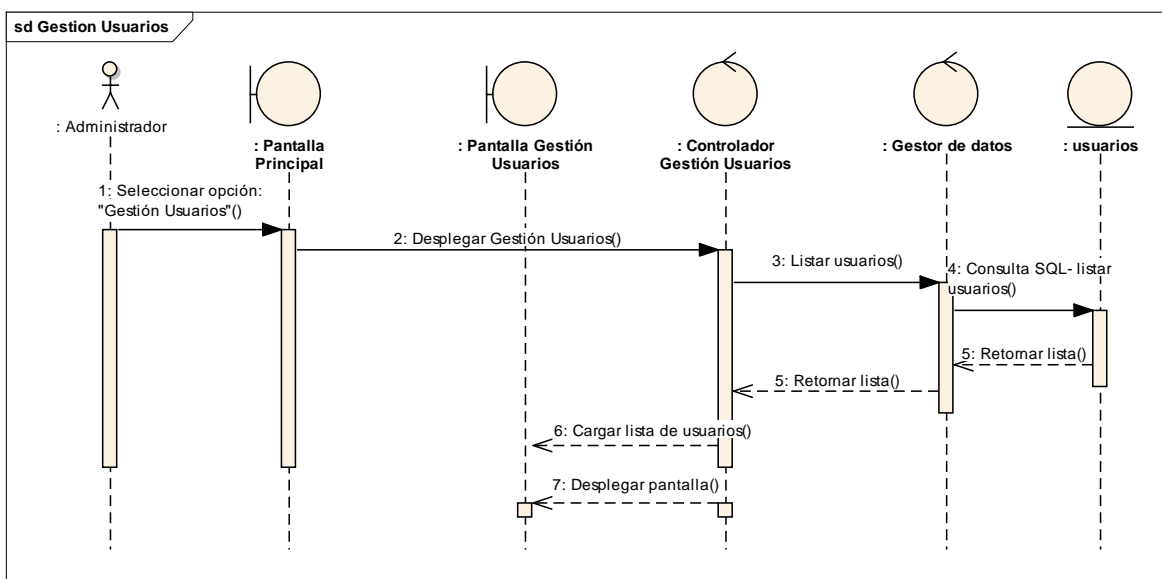 sd Gestion Usuarios
: Administrador
: Pantalla
Principal
: Pantalla Gestión
Usuarios
: Controlador
Gestión Usuarios
: Gestor de datos
: usuarios
1: Seleccionar opción:
"Gestión Usuarios"()
2: Desplegar Gestión Usuarios()
3: Listar usuarios()
4: Consulta SQL- listar
usuarios()
5: Retornar lista()
5: Retornar lista()
6: Cargar lista de usuarios()
7: Desplegar pantalla()